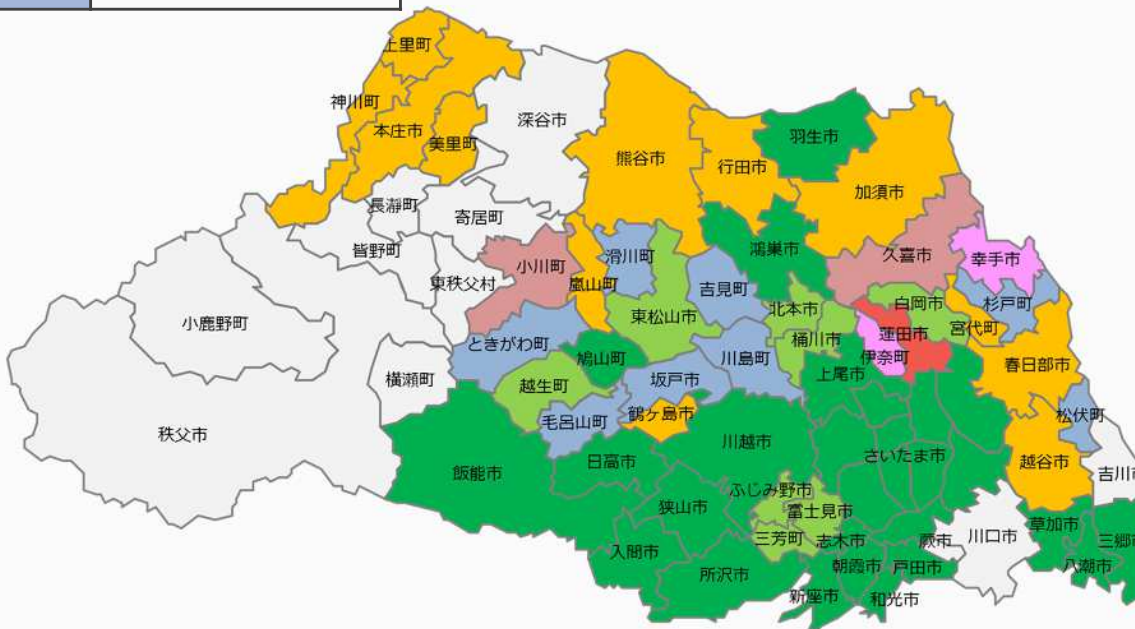 上里町
神川町
本庄市
美里町
深谷市
熊谷市
行田市
羽生市
加須市
長瀞町
寄居町
皆野町
小川町
嵐山町
滑川町
鴻巣市
久喜市
幸手市
東秩父村
吉見町
杉戸町
小鹿野町
東松山市
北本市
白岡市
宮代町
ときがわ町
鳩山町
川島町
桶川市
蓮田市
伊奈町
横瀬町
越生町
坂戸市
上尾市
春日部市
毛呂山町
鶴ヶ島市
松伏町
秩父市
飯能市
日高市
川越市
さいたま市
越谷市
吉川市
ふじみ野市
狭山市
富士見市
三芳町
志木市
蕨市
川口市
草加市
三郷市
入間市
所沢市
朝霞市
戸田市
八潮市
新座市
和光市